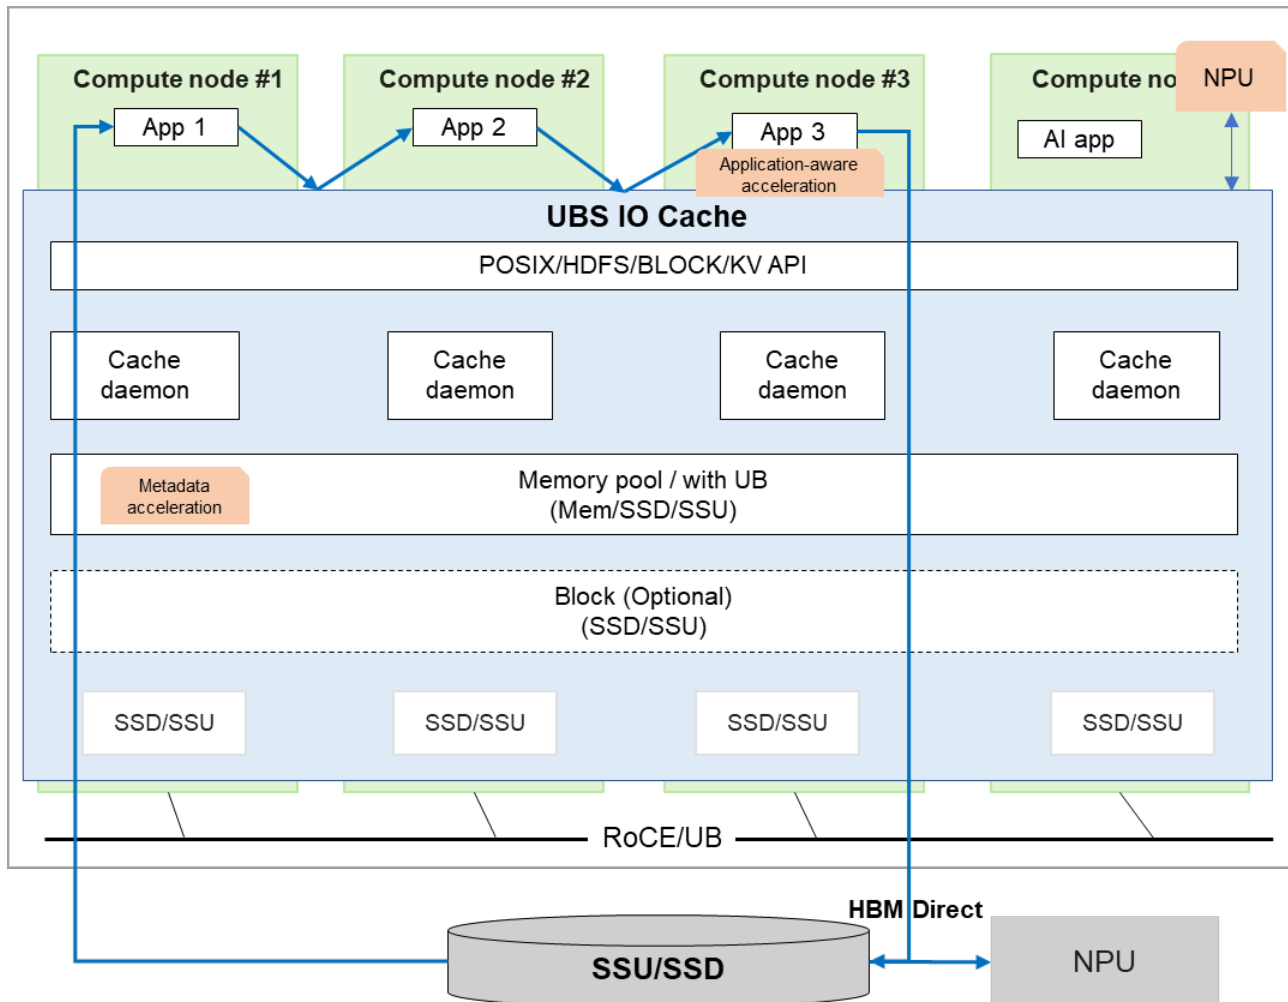 Compute node #1
Compute node #2
Compute node #3
Compute no
NPU
App 1
App 2
App 3
AI app
Application-aware
acceleration
UBS IO Cache
POSIX/HDFS/BLOCK/KV API
Cache
daemon
Cache
daemon
Cache
daemon
Cache
daemon
Metadata
acceleration
Memory pool / with UB
(Mem/SSD/SSU)
Block (Optional)
(SSD/SSU)
SSD/SSU
SSD/SSU
SSD/SSU
SSD/SSU
RoCE/UB
HBM Direct
SSU/SSD
NPU